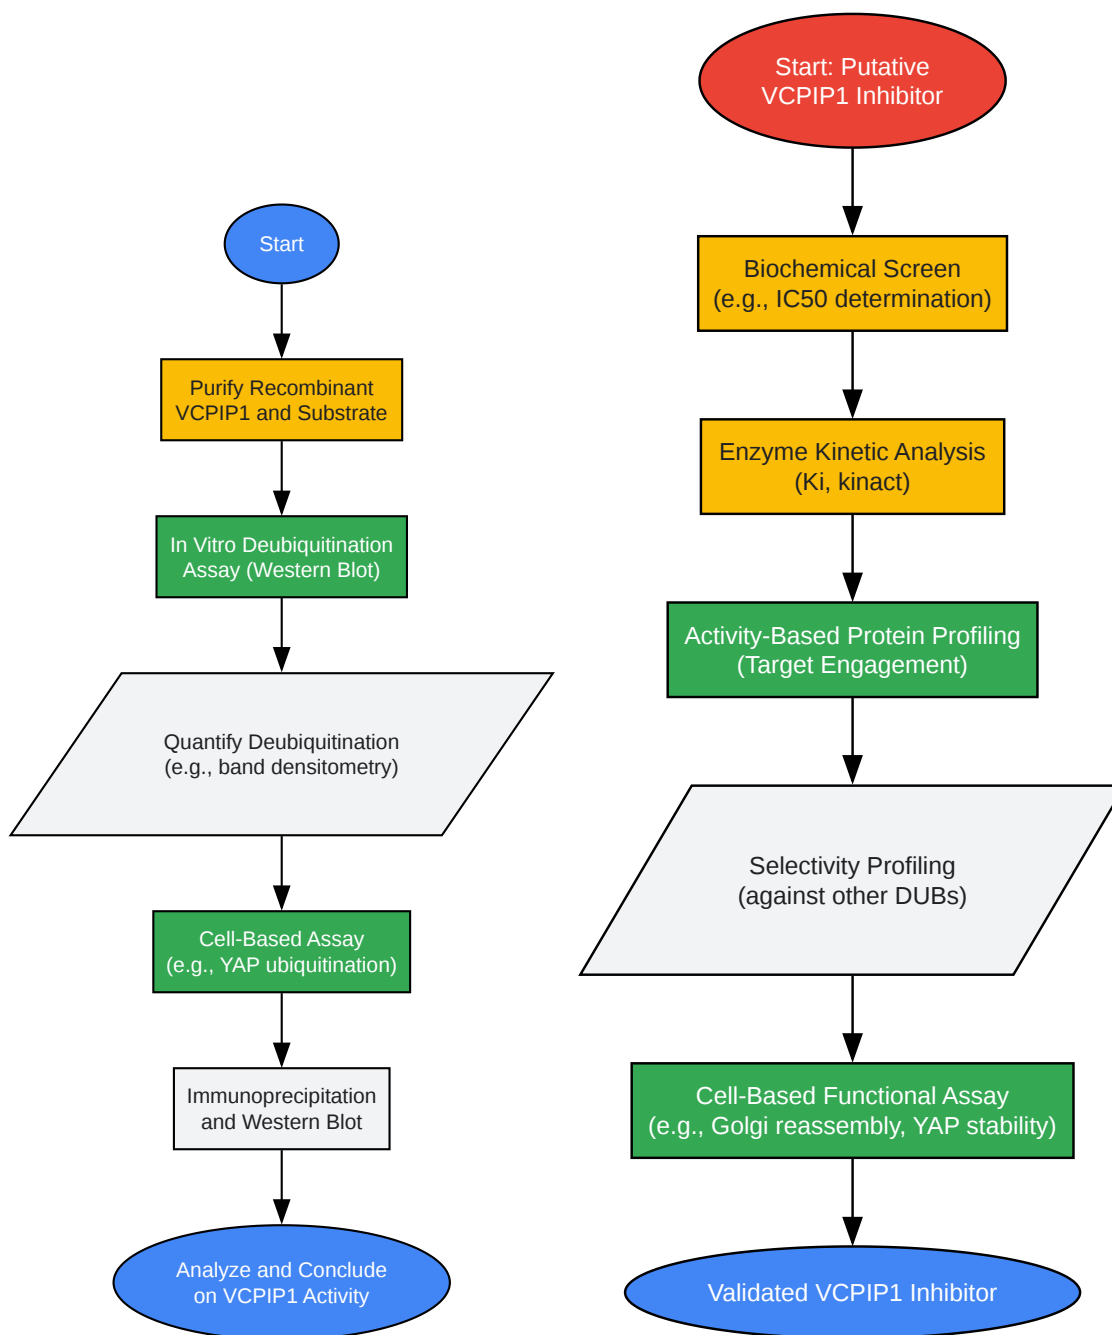 Start
Purify Recombinant
VCPIP1 and Substrate
In Vitro Deubiquitination
Assay (Western Blot)
Quantify Deubiquitination
(e.g., band densitometry)
Cell-Based Assay
(e.g., YAP ubiquitination)
Immunoprecipitation
and Western Blot
Analyze and Conclude
on VCPIP1 Activity
Start: Putative
VCPIP1 Inhibitor
Biochemical Screen
(e.g., IC50 determination)
Enzyme Kinetic Analysis
(Ki, kinact)
Activity-Based Protein Profiling
(Target Engagement)
Selectivity Profiling
(against other DUBs)
Cell-Based Functional Assay
(e.g., Golgi reassembly, YAP stability)
Validated VCPIP1 Inhibitor